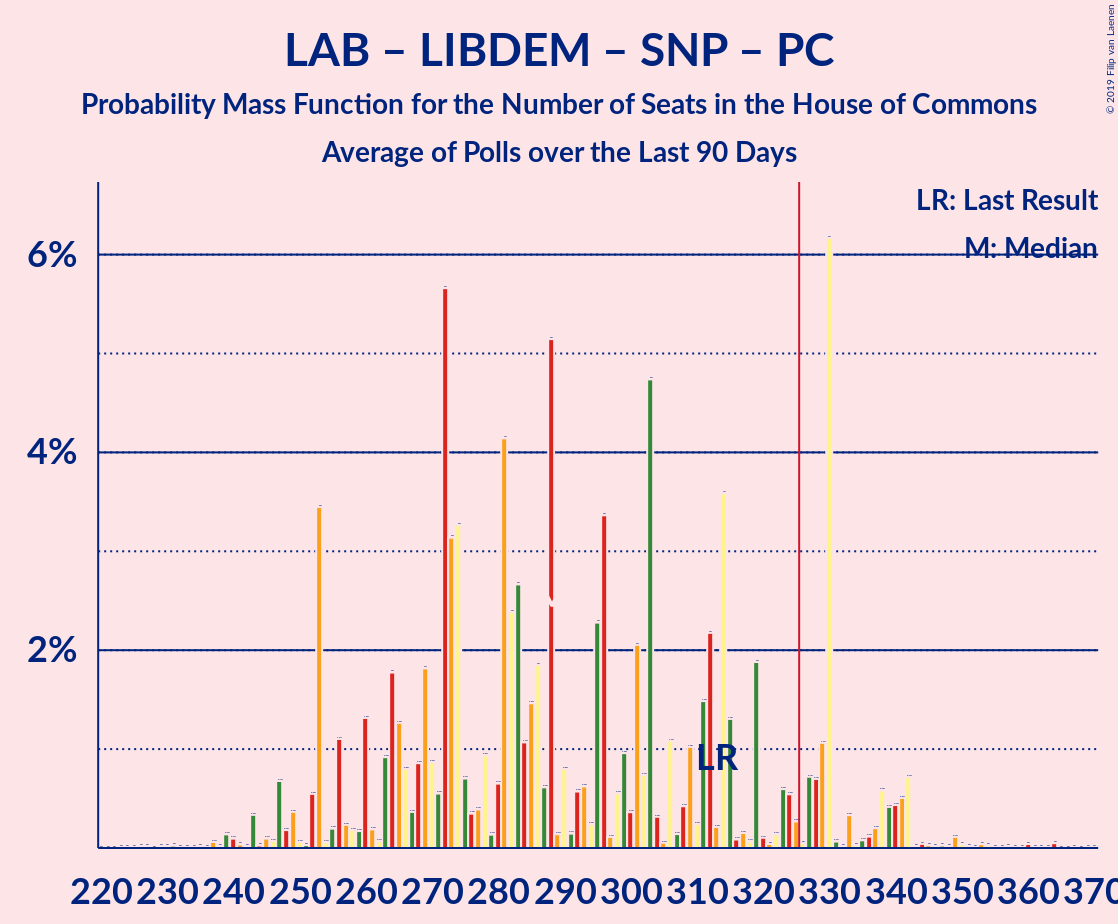 LAB – LIBDEM – SNP – PC
Probability Mass Function for the Number of Seats in the House of Commons
Average of Polls over the Last 90 Days
© 2019 Filip van Laenen
LR: Last Result
M: Median
6%
4%
2%
LR
220 230 240 250 260 270 280 290 300 310 320 330 340 350 360 370